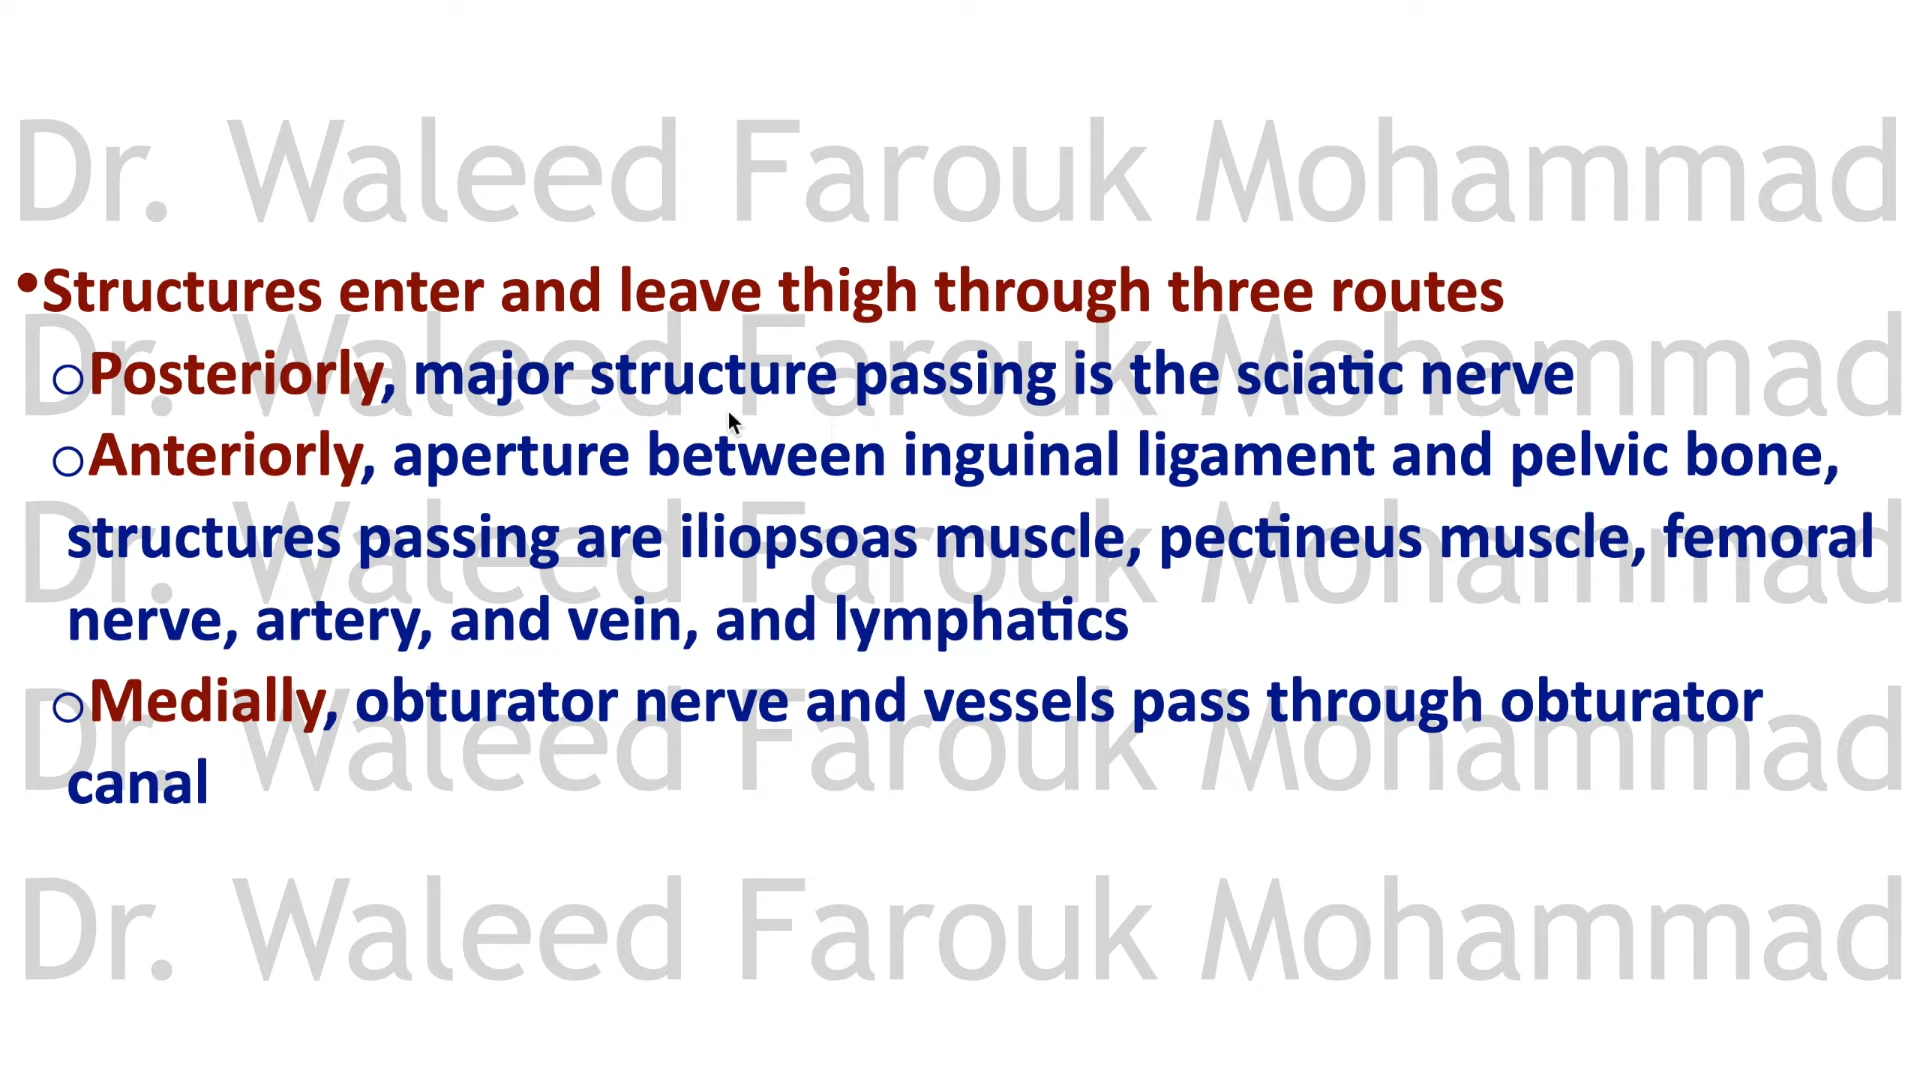 Dr. Waleed Farouk Mohammad
•Structures enter and leave thigh through three routes
Dr. Waleed Farouk Mohammad
oPosteriorly, major structure passing is the sciatic nerve
oAnteriorly, aperture between inguinal ligament and pelvic bone,
structures passing are iliopsoas muscle, pectineus muscle, femoral
Dr. Waleed Farouk Mohammad
nerve, artery, and vein, and lymphatics
oMedially, obturator nerve and vessels pass through obturator
Dr. Waleed Farouk Mohammad
canal
Dr. Waleed Farouk Mohammad